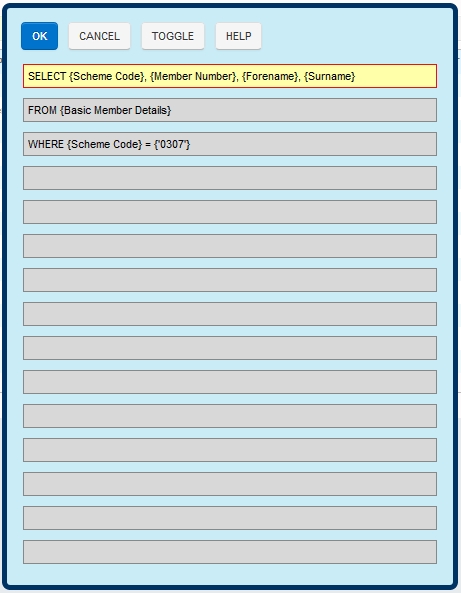 OK CANCEL TOGGLE HELP
SELECT {Scheme Code}, {Member Number}, {Forename}, {Surname}
FROM {Basic Member Details}
WHERE {Scheme Code} = {'0307'}